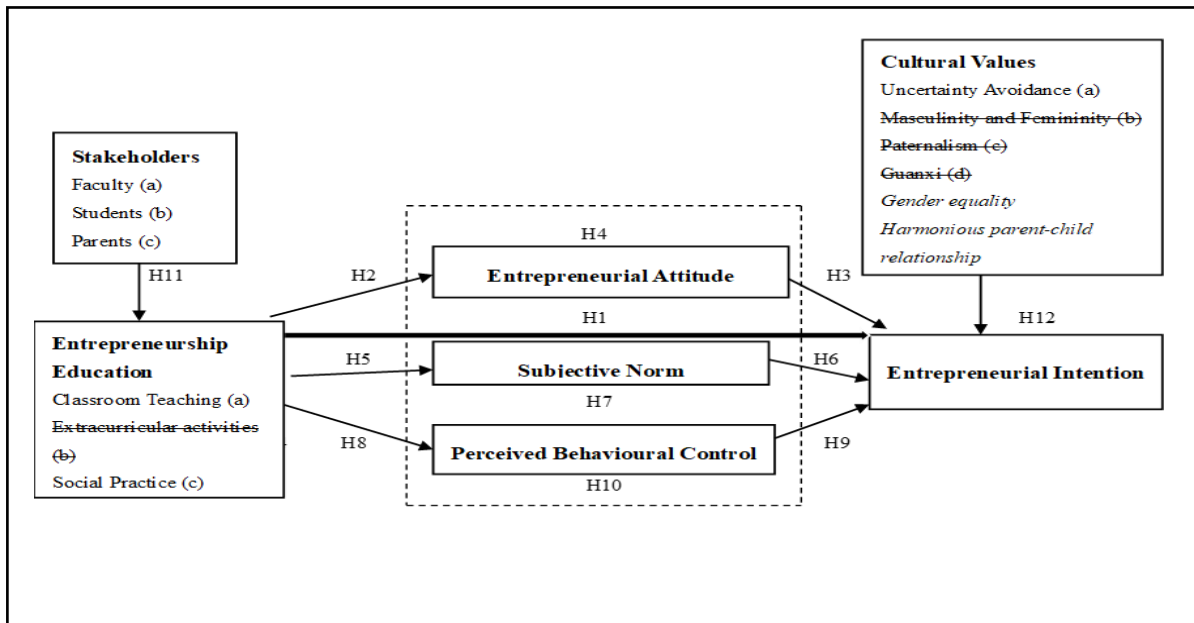 Cultural Values
Uncertainty Avoidance (a)
Masculinity and Femininity (b)
Paternalism (c)
Guanxi (d)
Gender equality
Harmonious parent-child
relationship
Stakeholders
Faculty (a)
Students (b)
Parents (c)
H11
H2
H4
Entrepreneurial Attitude
H3
H1
H12
Entrepreneurship
Education
Classroom Teaching (a)
Extracurricular activities
(b)
Social Practice (c)
H5
Subjective Norm
H6
H7
Entrepreneurial Intention
H8
Perceived Behavioural Control
H9
H10